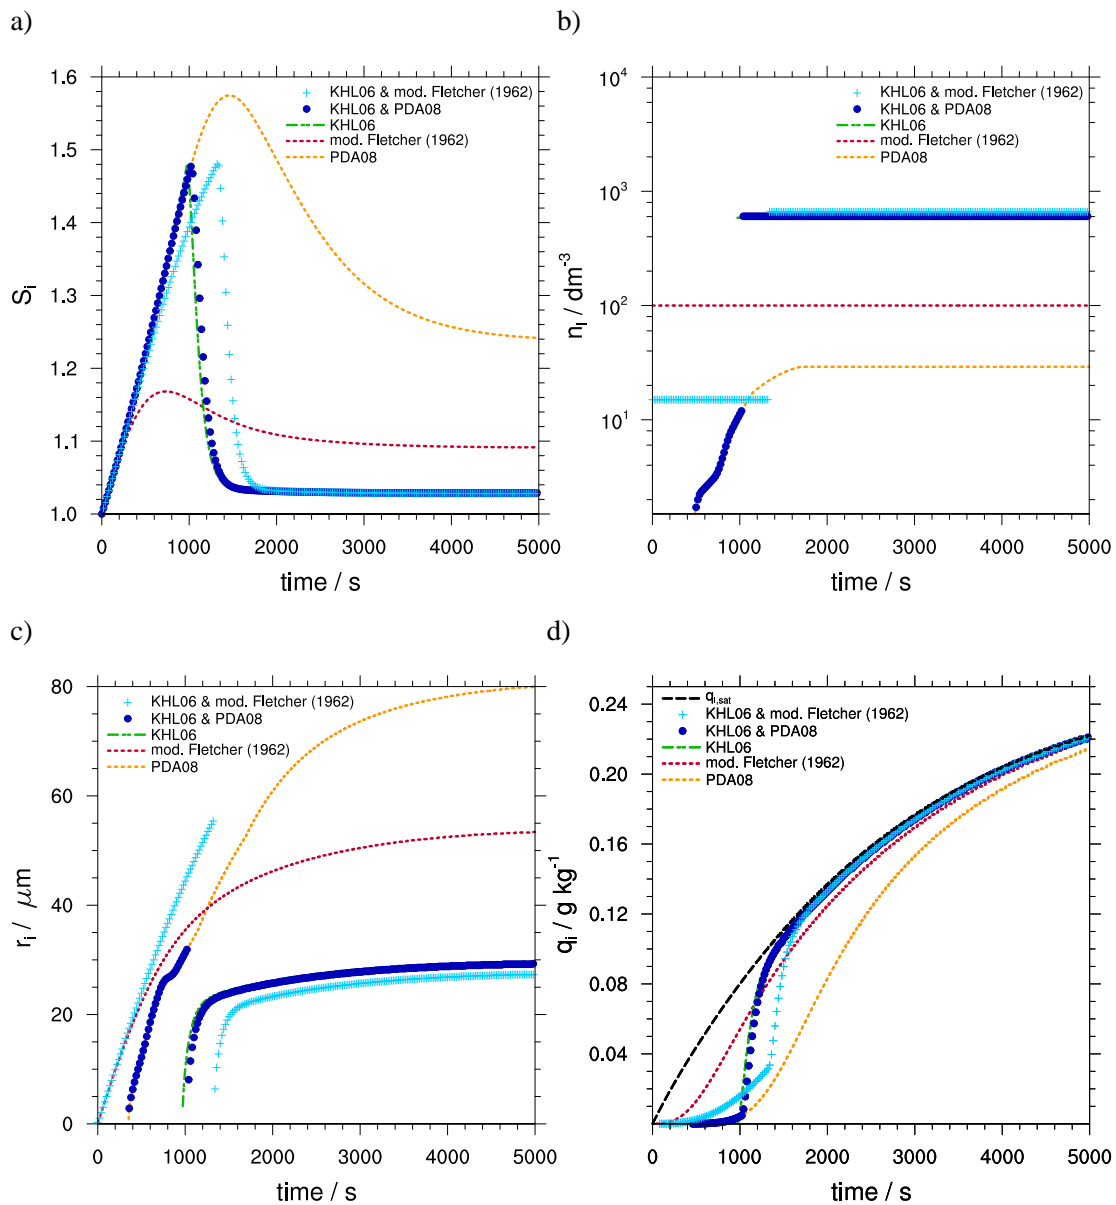 a)
1.6
1.5
1.4
1.3
1.2
1.1
1.0
S_i
KHL06 & mod. Fletcher (1962)
KHL06 & PDA08
KHL06
mod. Fletcher (1962)
PDA08
0 1000 2000 3000 4000 5000
time / s
b)
10^4
10^3
10^2
10^1
n_I / dm^-3
KHL06 & mod. Fletcher (1962)
KHL06 & PDA08
KHL06
mod. Fletcher (1962)
PDA08
0 1000 2000 3000 4000 5000
time / s
c)
80
60
40
20
0
r_i / μm
KHL06 & mod. Fletcher (1962)
KHL06 & PDA08
KHL06
mod. Fletcher (1962)
PDA08
0 1000 2000 3000 4000 5000
time / s
d)
0.24
0.20
0.16
0.12
0.08
0.04
q_i / g kg^-1
q_i,sat
KHL06 & mod. Fletcher (1962)
KHL06 & PDA08
KHL06
mod. Fletcher (1962)
PDA08
0 1000 2000 3000 4000 5000
time / s